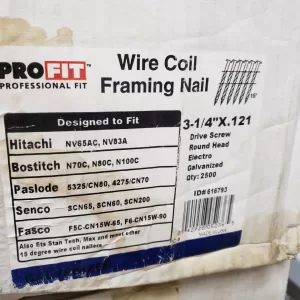 PROFIT™
PROFESSIONAL FIT
Wire Coil
Framing Nail
15°
3-1/4"X.121
Drive Screw
Round Head
Electro
Galvanized
Qty: 2500
ID# 616793
Designed to Fit
Hitachi NV65AC, NV83A
Bostitch N70C, N80C, N100C
Paslode 5325/CN80, 4275/CN70
Senco SCN55, SCN60, SCN200
Fasco F5C-CN15W-65, F6-CN15W-90
Also fits Stan Tech, Max and most other
15 degree wire coil nailers